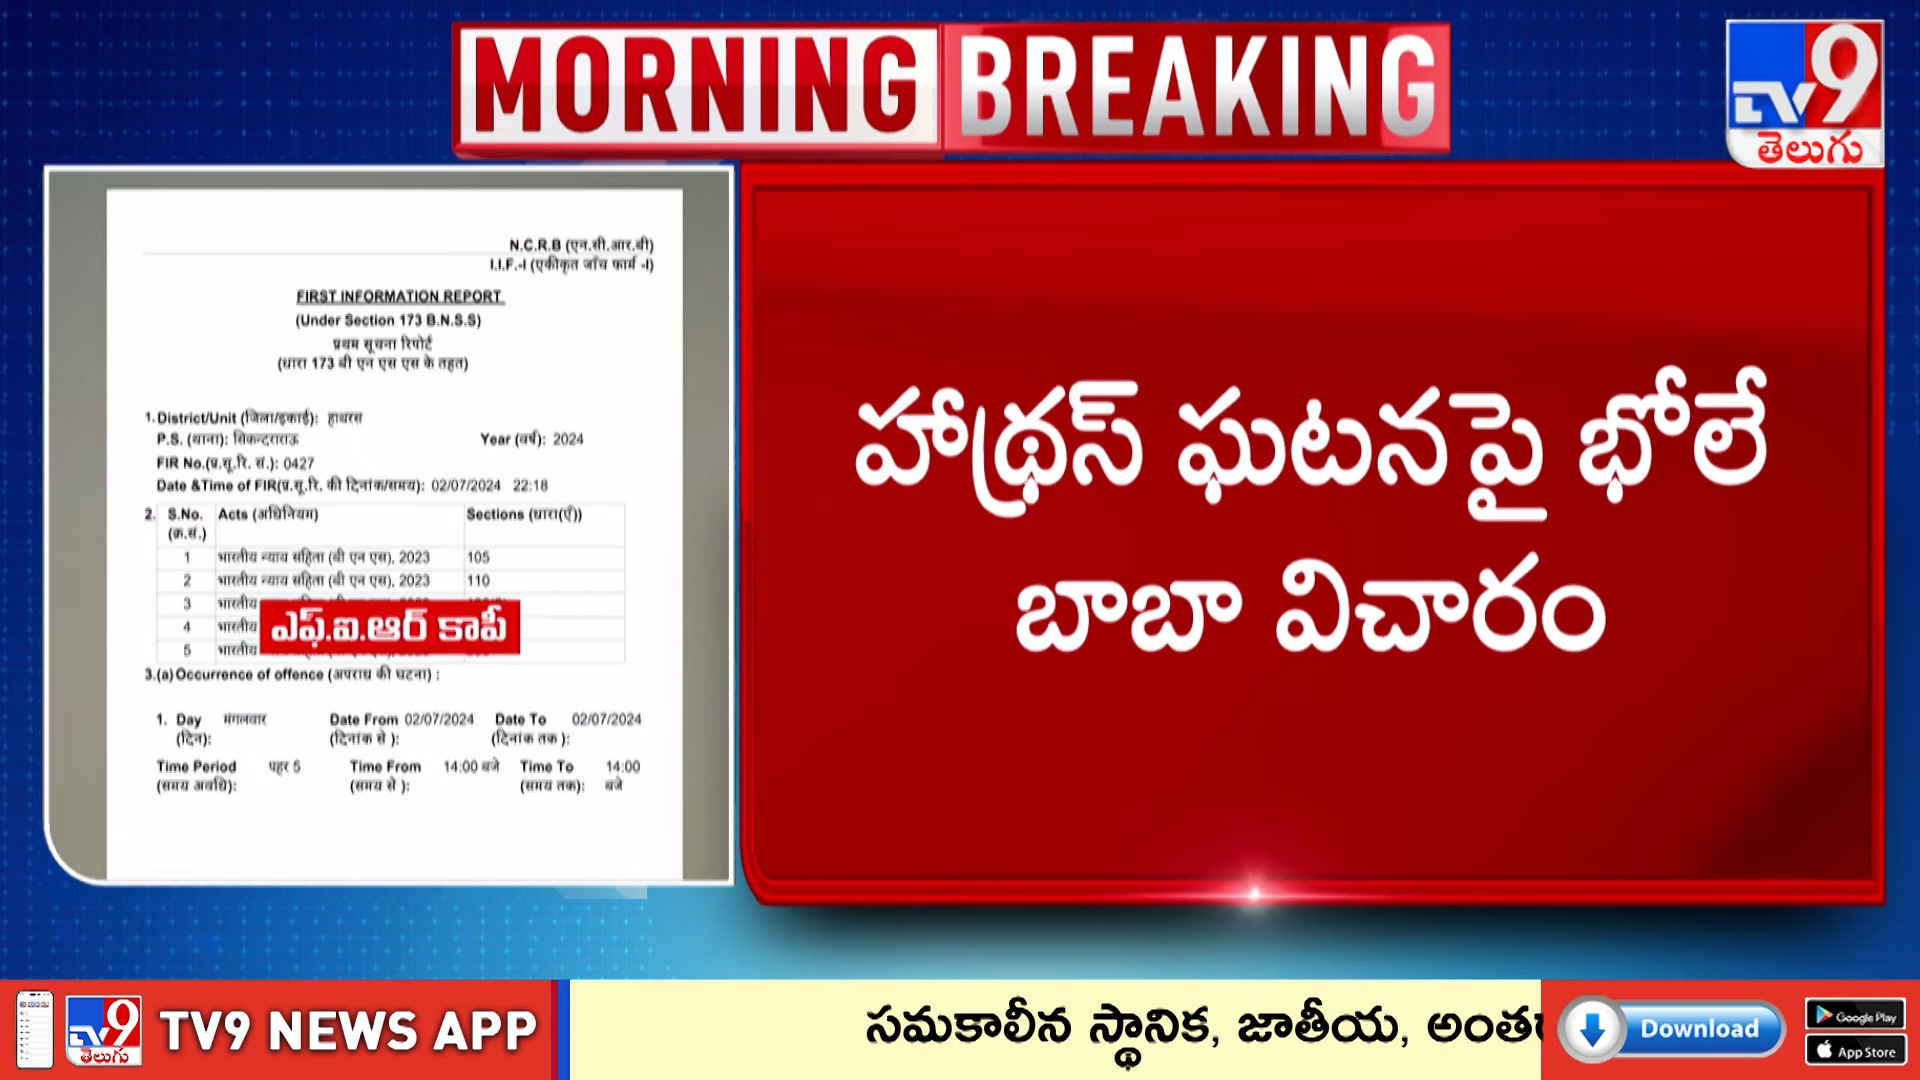 MORNING BREAKING
TV9
తెలుగు
N.C.R.B (एन.सी.आर.बी)
I.I.F.-I (एकीकृत जाँच फार्म -I)
FIRST INFORMATION REPORT
(Under Section 173 B.N.S.S)
प्रथम सूचना रिपोर्ट
(धारा 173 बी एन एस एस के तहत)
1. District/Unit (जिला/इकाई): हाथरस
P.S. (थाना): सिकन्द्राराऊ Year (वर्ष): 2024
FIR No.(प्र.सू.रि. सं.): 0427
Date &Time of FIR(प्र.सू.रि. की दिनांक/समय): 02/07/2024 22:18
2. S.No. Acts (अधिनियम) Sections (धारा(एँ))
(क्र.सं.)
1 भारतीय न्याय संहिता (बी एन एस), 2023 105
2 भारतीय न्याय संहिता (बी एन एस), 2023 110
3 भारतीय
4 भारतीय
5 भारतीय
ఎఫ్.ఐ.ఆర్ కాపీ
3.(a) Occurrence of offence (अपराध की घटना) :
1. Day मंगलवार Date From 02/07/2024 Date To 02/07/2024
(दिन): (दिनांक से ): (दिनांक तक ):
Time Period पहर 5 Time From 14:00 बजे Time To 14:00
(समय अवधि): (समय से ): (समय तक): बजे
హాథ్రస్ ఘటనపై భోలే
బాబా విచారం
TV9
తెలుగు
TV9 NEWS APP
సమకాలీన స్థానిక, జాతీయ,
Download
Google Play
App Store